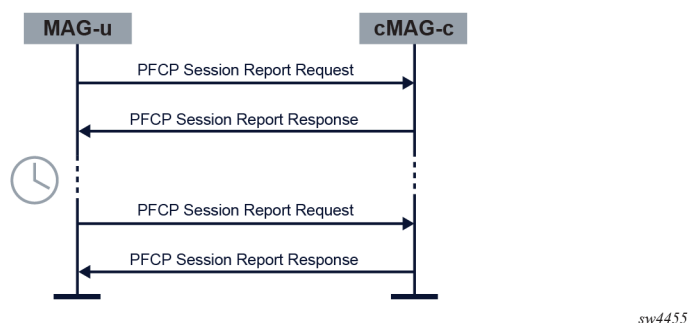 MAG-u
cMAG-c
PFCP Session Report Request
PFCP Session Report Response
PFCP Session Report Request
PFCP Session Report Response
sw4455